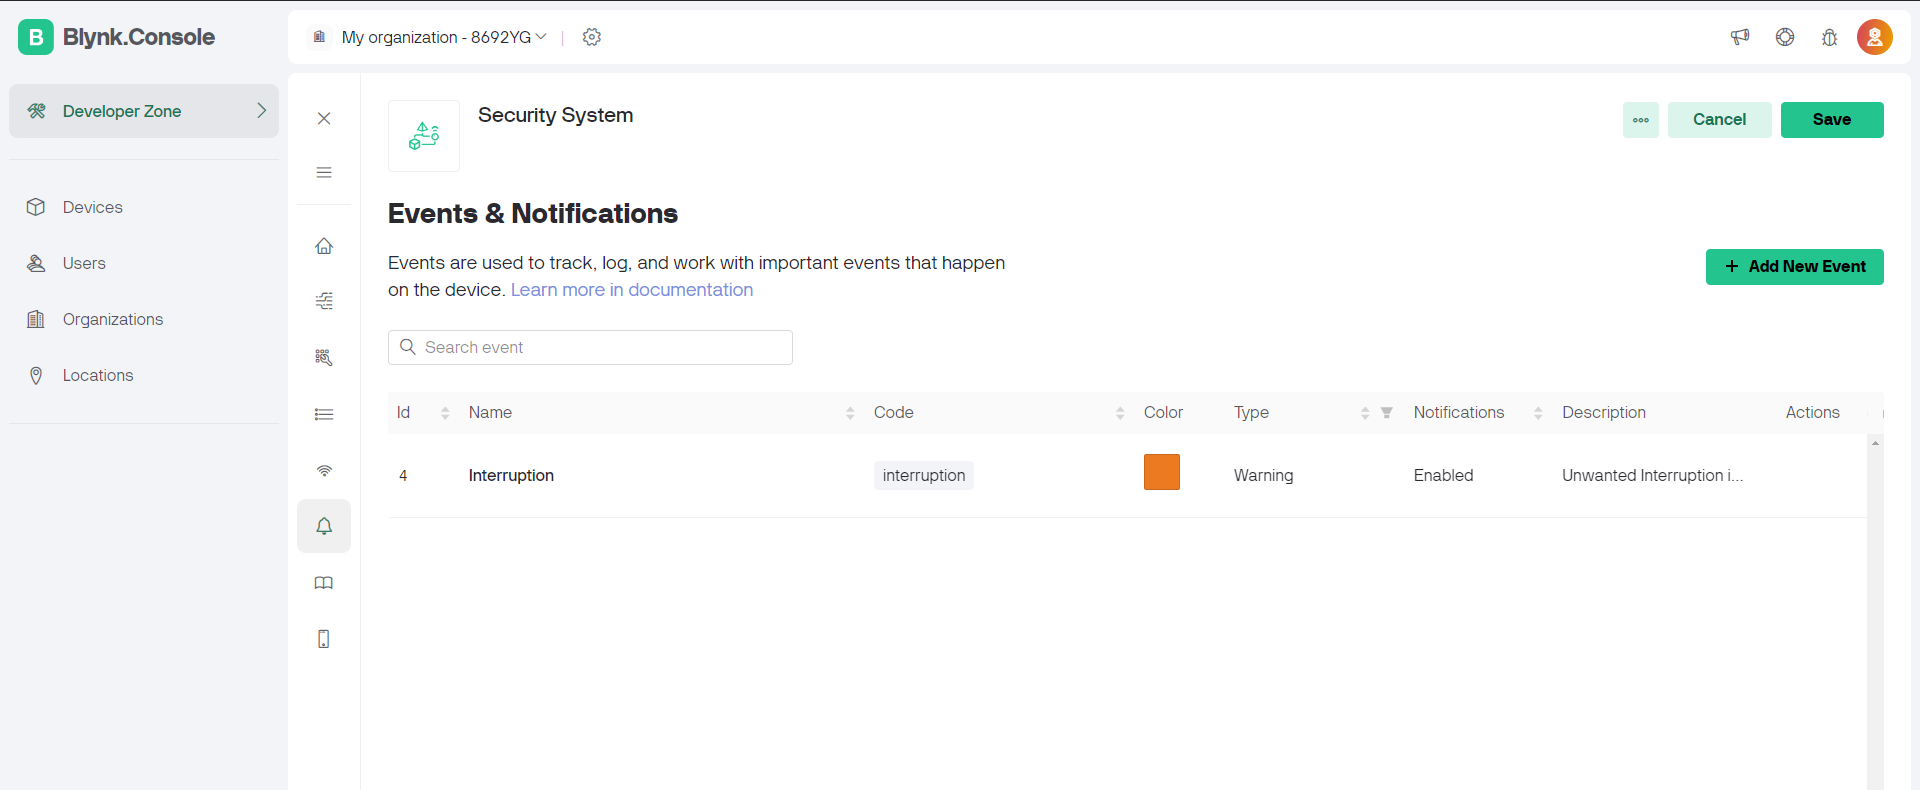 B Blynk.Console
My organization - 8692YG
Developer Zone
Devices
Users
Organizations
Locations
Security System
Cancel
Save
Events & Notifications
Events are used to track, log, and work with important events that happen
on the device. Learn more in documentation
+ Add New Event
Search event
Id Name Code Color Type Notifications Description Actions
4 Interruption interruption Warning Enabled Unwanted Interruption i...